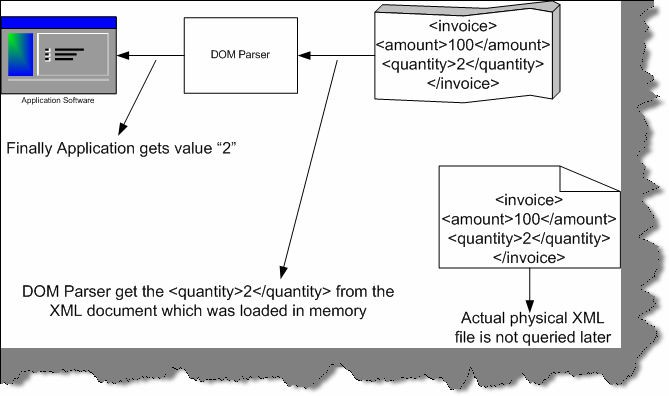 <invoice>
<amount>100</amount>
<quantity>2</quantity>
</invoice>
DOM Parser
Application Software
Finally Application gets value “2”
<invoice>
<amount>100</amount>
<quantity>2</quantity>
</invoice>
DOM Parser get the <quantity>2</quantity> from the
XML document which was loaded in memory
Actual physical XML
file is not queried later